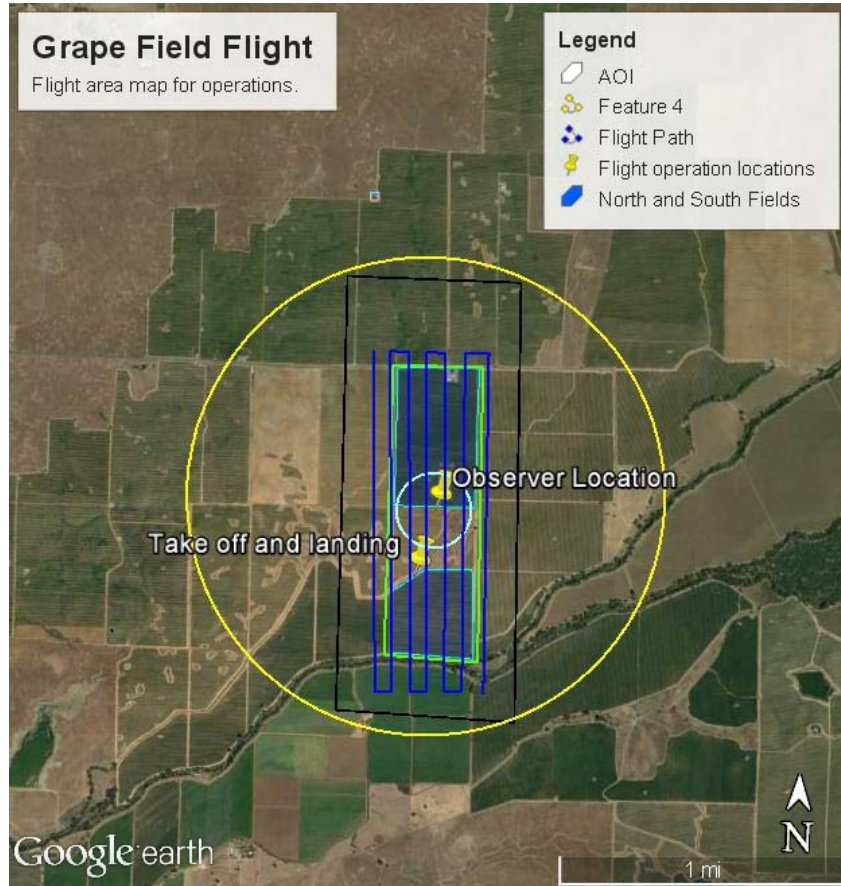 Grape Field Flight
Flight area map for operations.
Legend
AOI
Feature 4
Flight Path
Flight operation locations
North and South Fields
Observer Location
Take off and landing
Google earth
N
1 mi